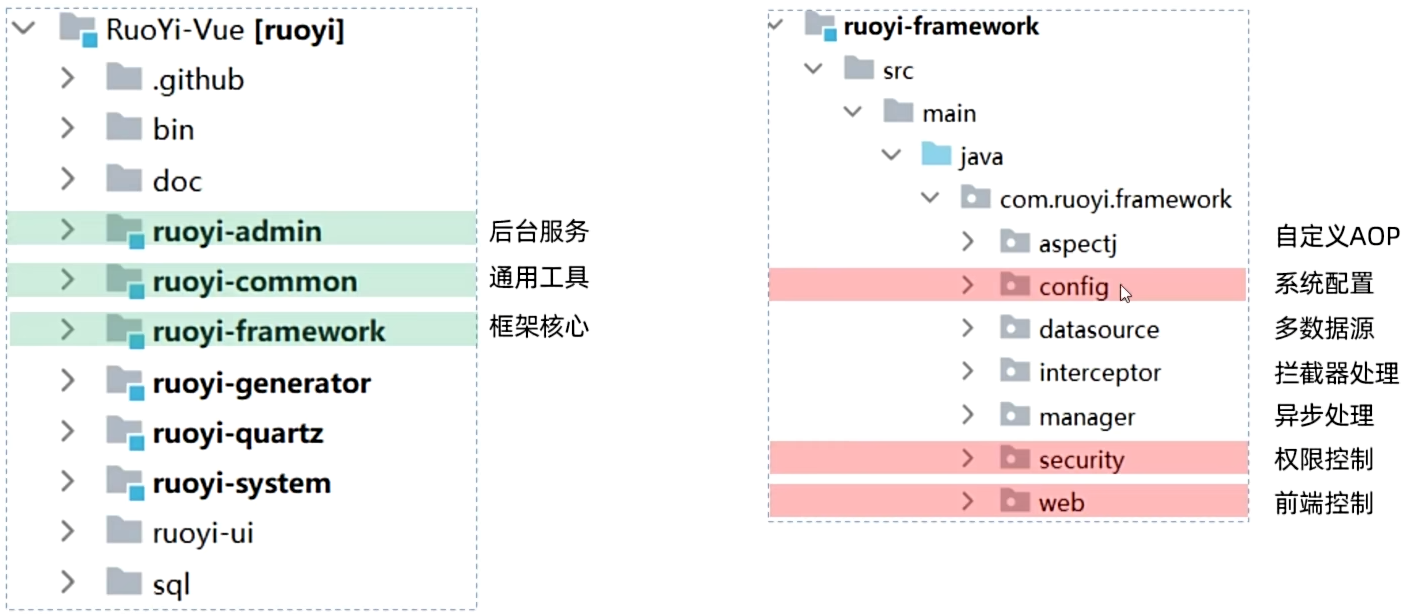 RuoYi-Vue [ruoyi]
.github
bin
doc
ruoyi-admin 后台服务
ruoyi-common 通用工具
ruoyi-framework 框架核心
ruoyi-generator
ruoyi-quartz
ruoyi-system
ruoyi-ui
sql
ruoyi-framework
src
main
java
com.ruoyi.framework
aspectj 自定义AOP
config 系统配置
datasource 多数据源
interceptor 拦截器处理
manager 异步处理
security 权限控制
web 前端控制